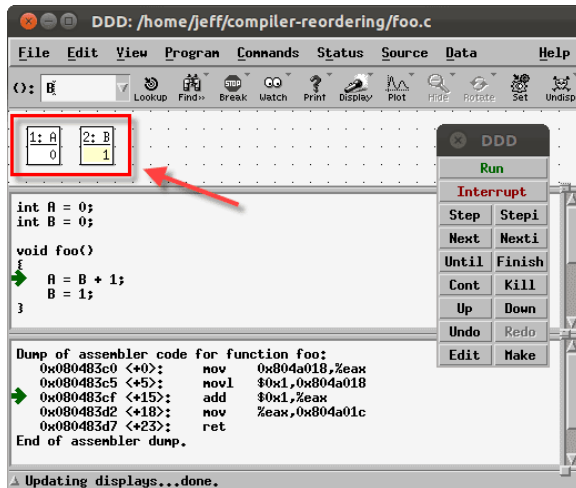 DDD: /home/jeff/compiler-reordering/foo.c
File Edit View Program Commands Status Source Data Help
(): B
Lookup Find» Break Watch Print Display Plot Hide Rotate Set Undisp
STOP
1: A 2: B
0 1
DDD
Run
Interrupt
Step Stepi
Next Nexti
Until Finish
Cont Kill
Up Down
Undo Redo
Edit Make
int A = 0;
int B = 0;
void foo()
{
A = B + 1;
B = 1;
}
Dump of assembler code for function foo:
0x080483c0 <+0>: mov 0x804a018,%eax
0x080483c5 <+5>: movl $0x1,0x804a018
0x080483cf <+15>: add $0x1,%eax
0x080483d2 <+18>: mov %eax,0x804a01c
0x080483d7 <+23>: ret
End of assembler dump.
Updating displays...done.